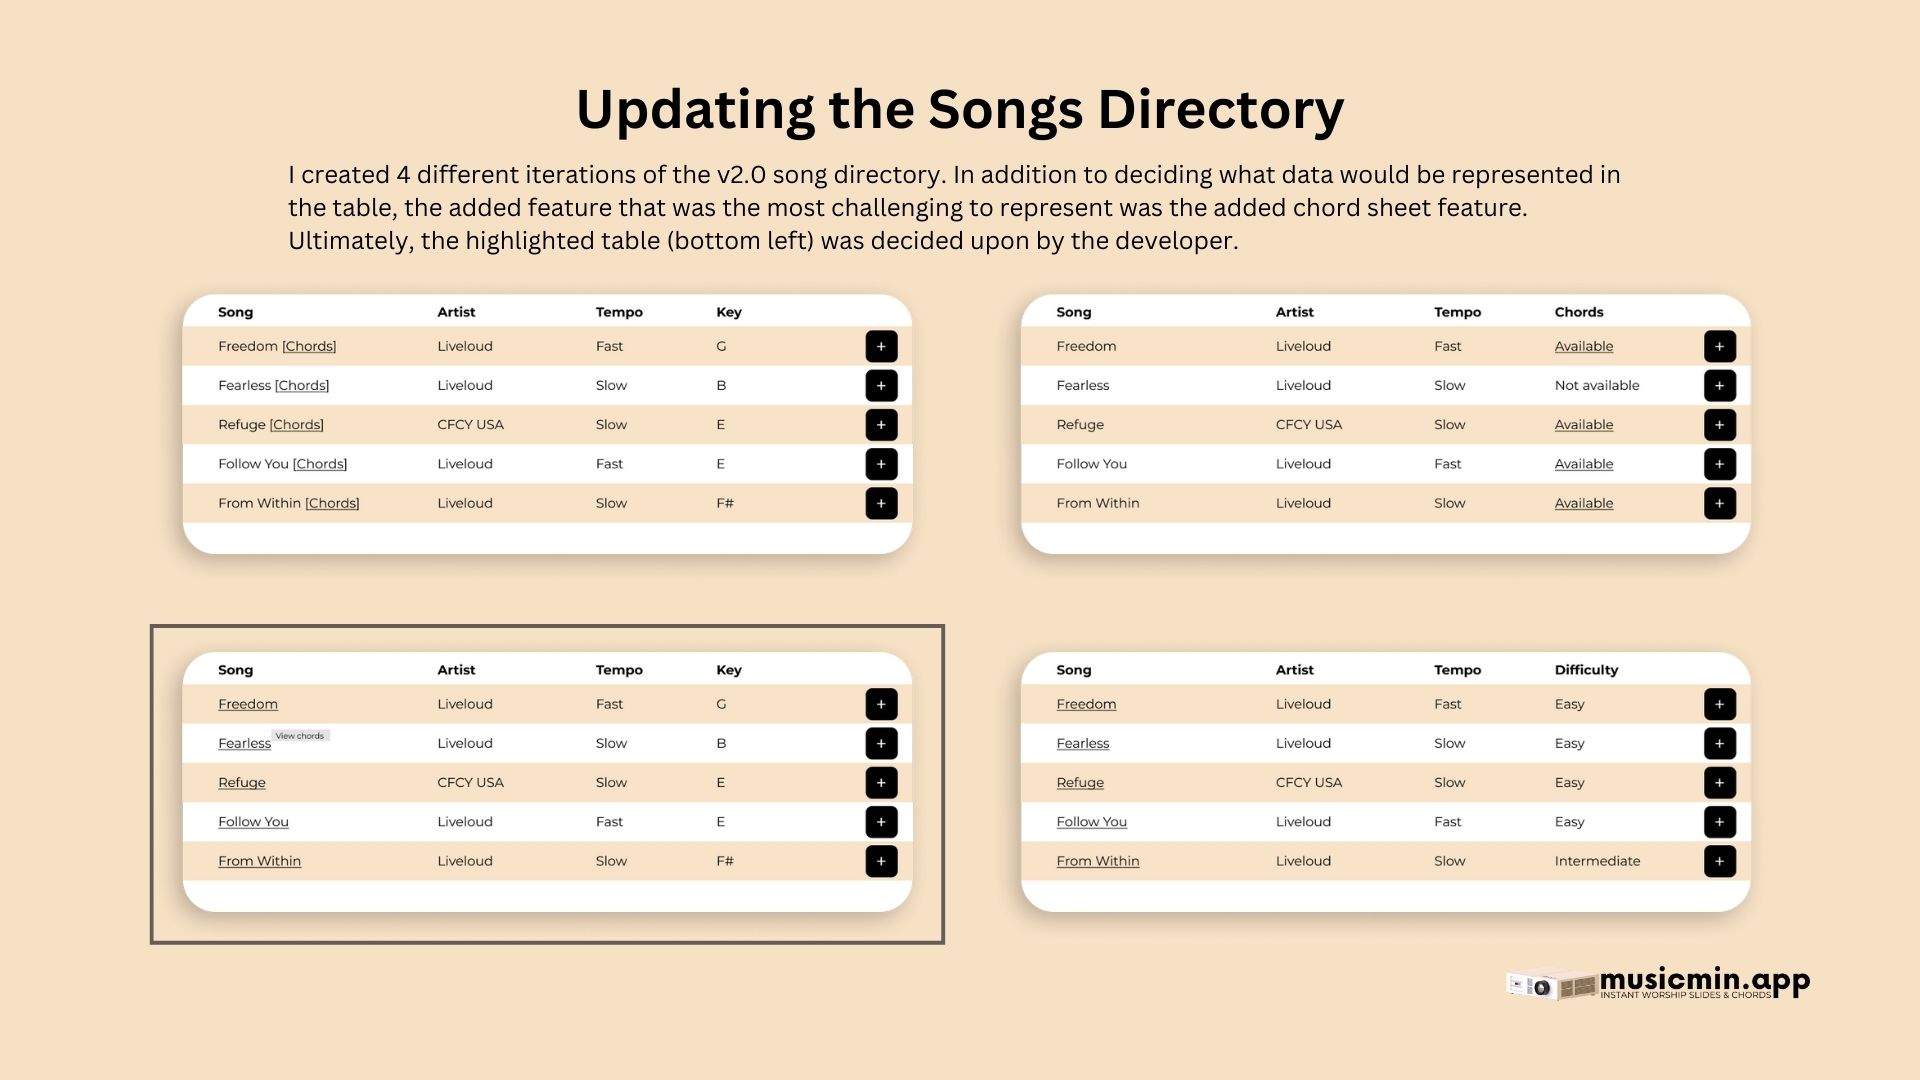 Updating the Songs Directory
I created 4 different iterations of the v2.0 song directory. In addition to deciding what data would be represented in
the table, the added feature that was the most challenging to represent was the added chord sheet feature.
Ultimately, the highlighted table (bottom left) was decided upon by the developer.
Song Artist Tempo Key
Freedom [Chords] Liveloud Fast G +
Fearless [Chords] Liveloud Slow B +
Refuge [Chords] CFCY USA Slow E +
Follow You [Chords] Liveloud Fast E +
From Within [Chords] Liveloud Slow F# +
Song Artist Tempo Chords
Freedom Liveloud Fast Available +
Fearless Liveloud Slow Not available +
Refuge CFCY USA Slow Available +
Follow You Liveloud Fast Available +
From Within Liveloud Slow Available +
Song Artist Tempo Key
Freedom Liveloud Fast G +
View chords
Fearless Liveloud Slow B +
Refuge CFCY USA Slow E +
Follow You Liveloud Fast E +
From Within Liveloud Slow F# +
Song Artist Tempo Difficulty
Freedom Liveloud Fast Easy +
Fearless Liveloud Slow Easy +
Refuge CFCY USA Slow Easy +
Follow You Liveloud Fast Easy +
From Within Liveloud Slow Intermediate +
musicmin.app
INSTANT WORSHIP SLIDES & CHORDS